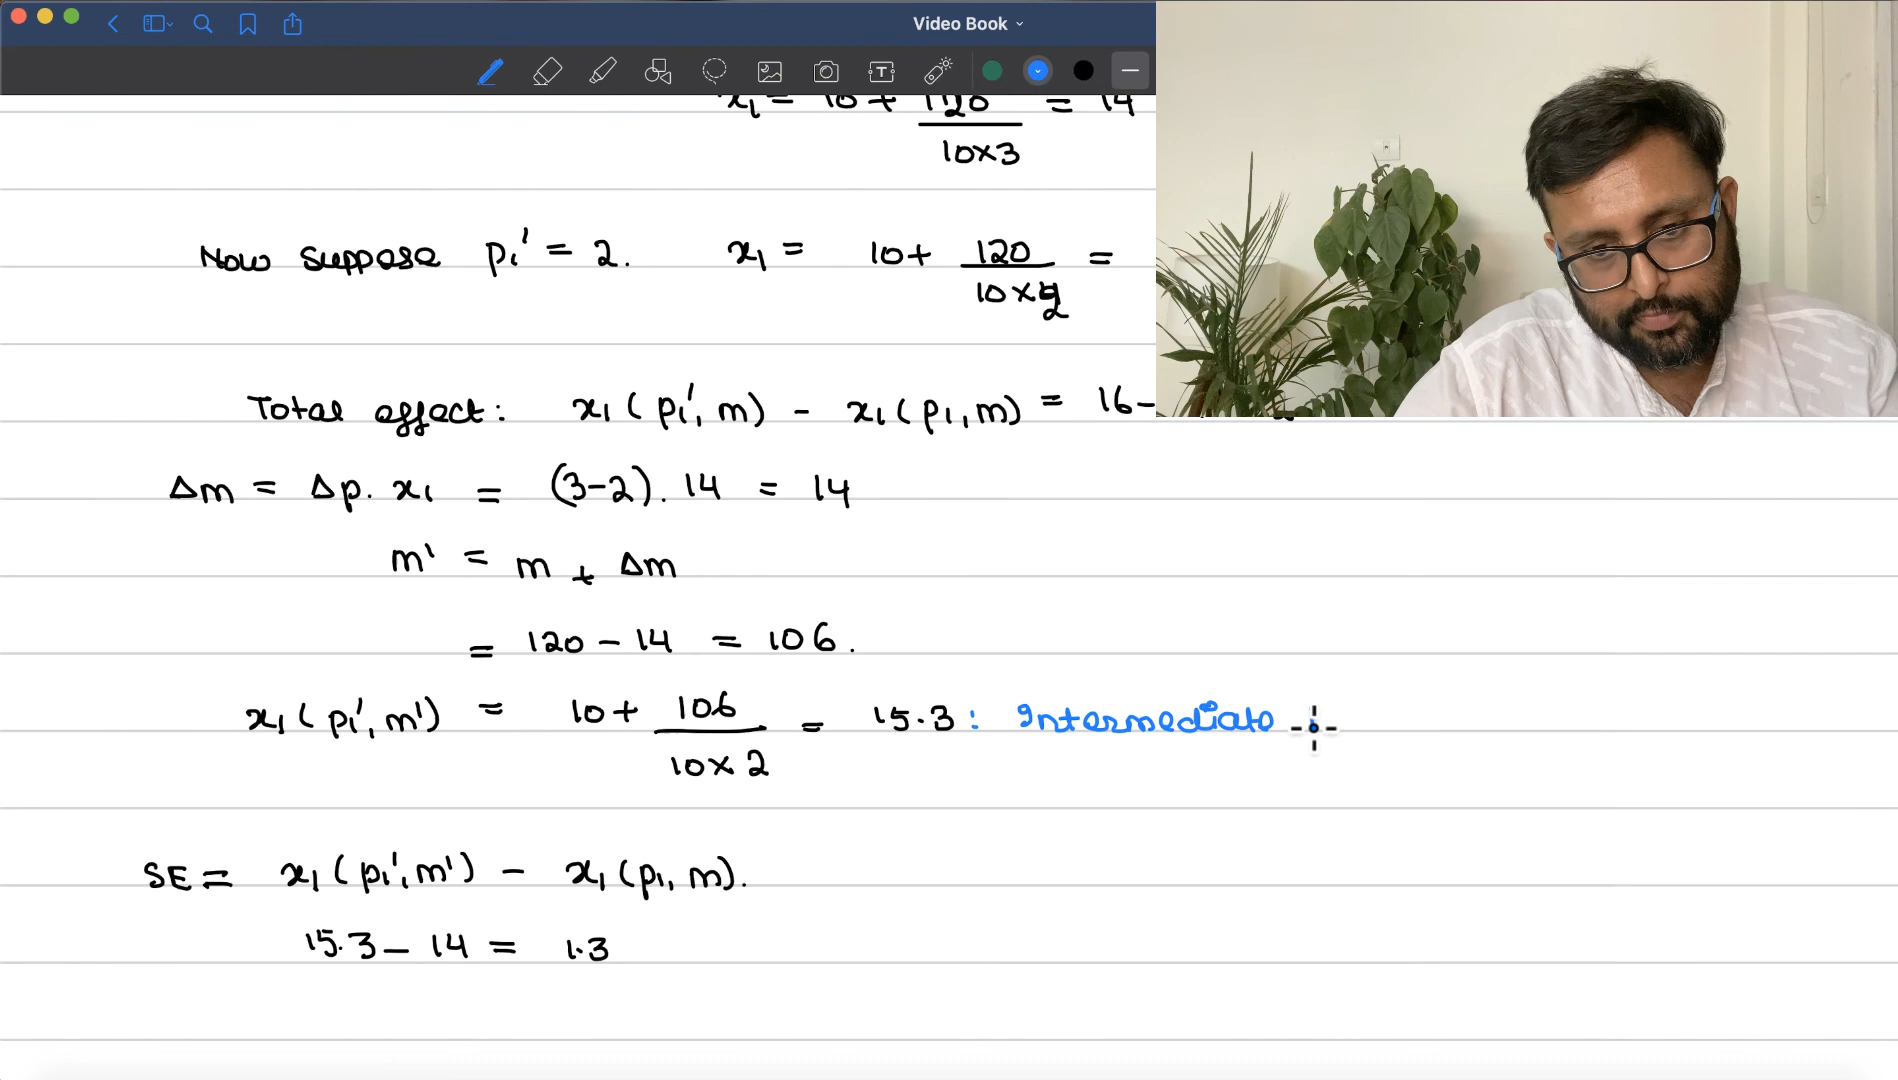 Video Book
x₁ = 10 + 120 / 10×3 = 14
Now suppose p₁' = 2. x₁ = 10 + 120 / 10×2 =
Total effect: x₁(p₁', m) - x₁(p₁, m) = 16-
Δm = Δp. x₁ = (3-2). 14 = 14
m' = m + Δm
= 120 - 14 = 106.
x₁(p₁', m') = 10 + 106 / 10×2 = 15.3 : Intermediate
SE = x₁(p₁', m') - x₁(p₁, m).
15.3 - 14 = 1.3